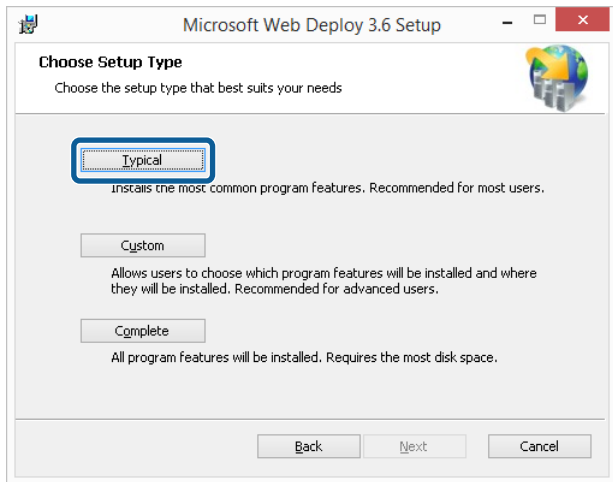 Microsoft Web Deploy 3.6 Setup
Choose Setup Type
Choose the setup type that best suits your needs
Typical
Installs the most common program features. Recommended for most users.
Custom
Allows users to choose which program features will be installed and where
they will be installed. Recommended for advanced users.
Complete
All program features will be installed. Requires the most disk space.
Back Next Cancel